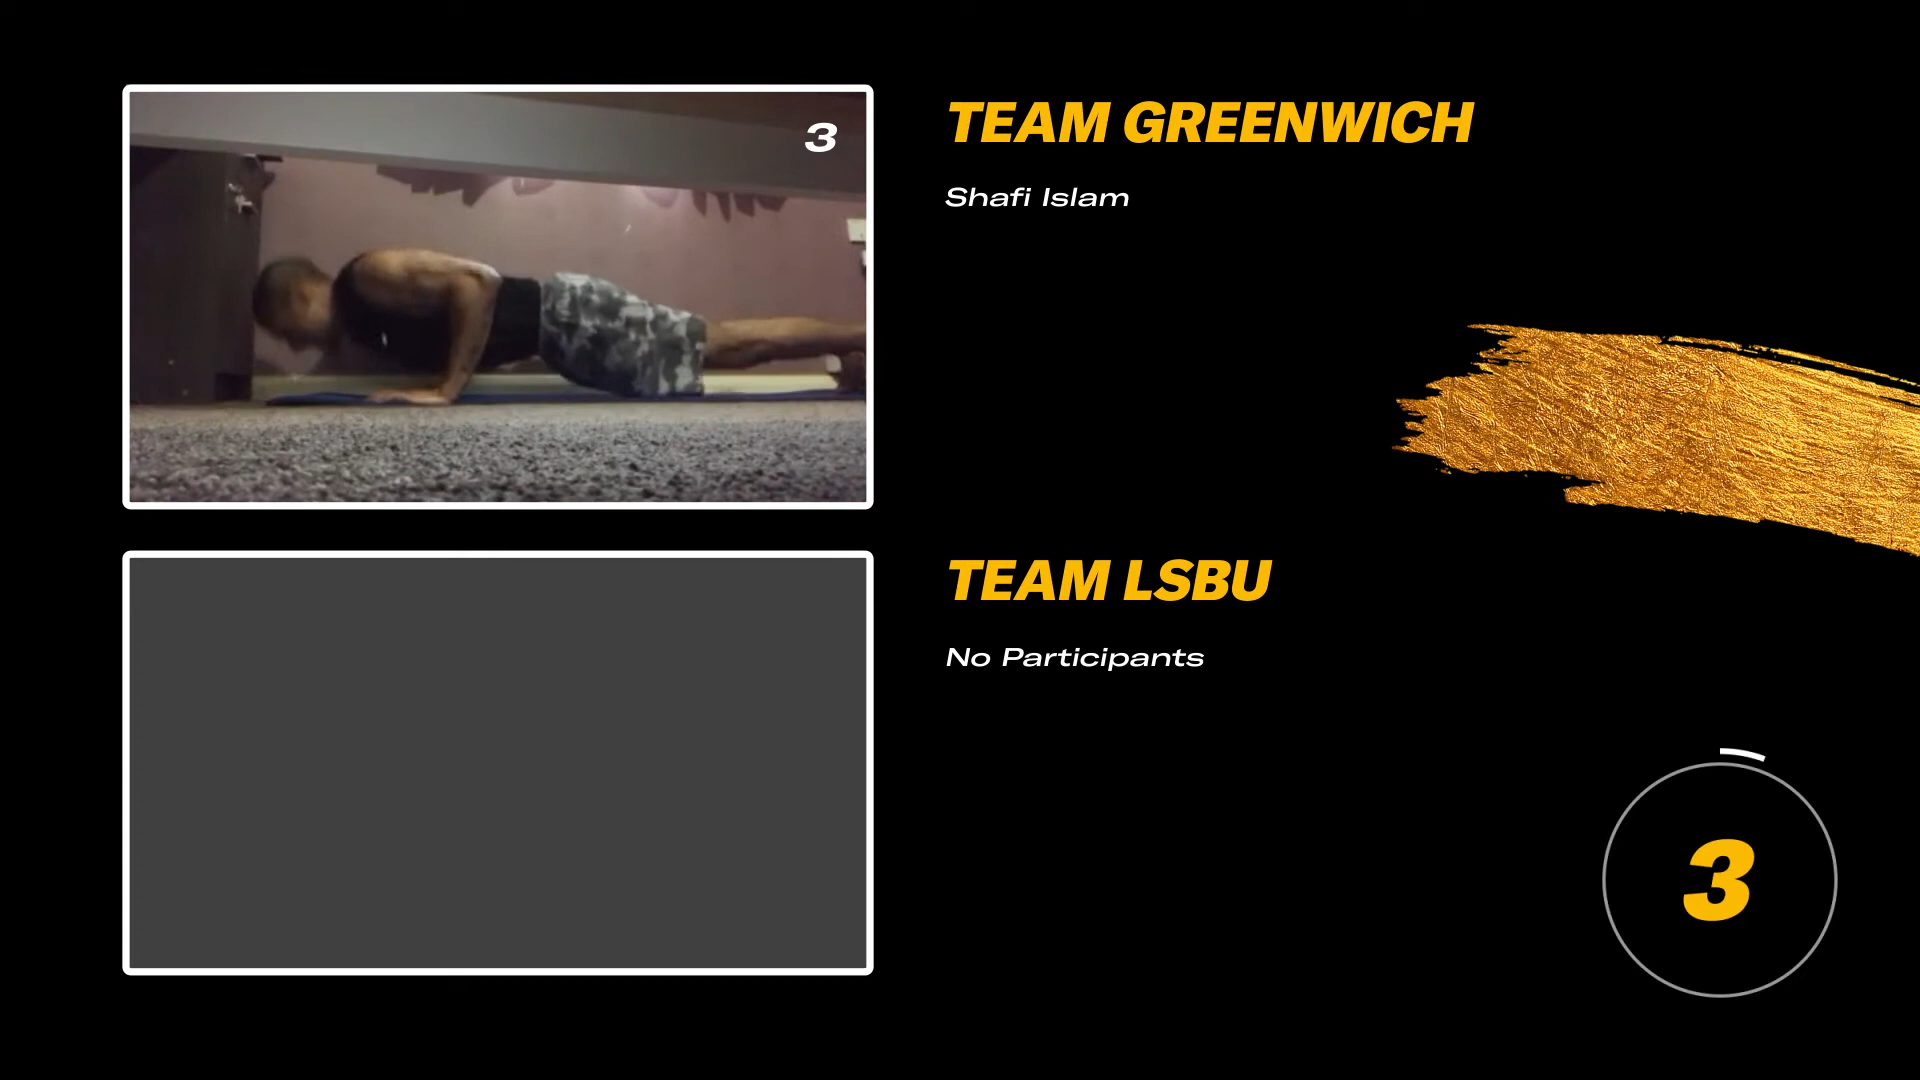 3
TEAM GREENWICH
Shafi Islam
TEAM LSBU
No Participants
3